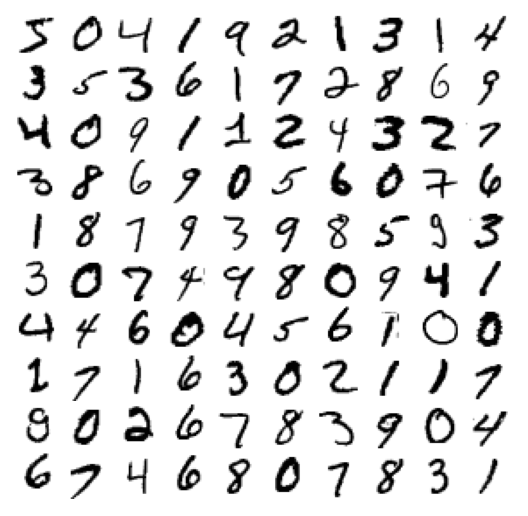 5 0 4 1 9 2 1 3 1 4
3 5 3 6 1 7 2 8 6 9
4 0 9 1 1 2 4 3 2 7
3 8 6 9 0 5 6 0 7 6
1 8 7 9 3 9 8 5 9 3
3 0 7 4 9 8 0 9 4 1
4 4 6 0 4 5 6 1 0 0
1 7 1 6 3 0 2 1 1 7
9 0 2 6 7 8 3 9 0 4
6 7 4 6 8 0 7 8 3 1